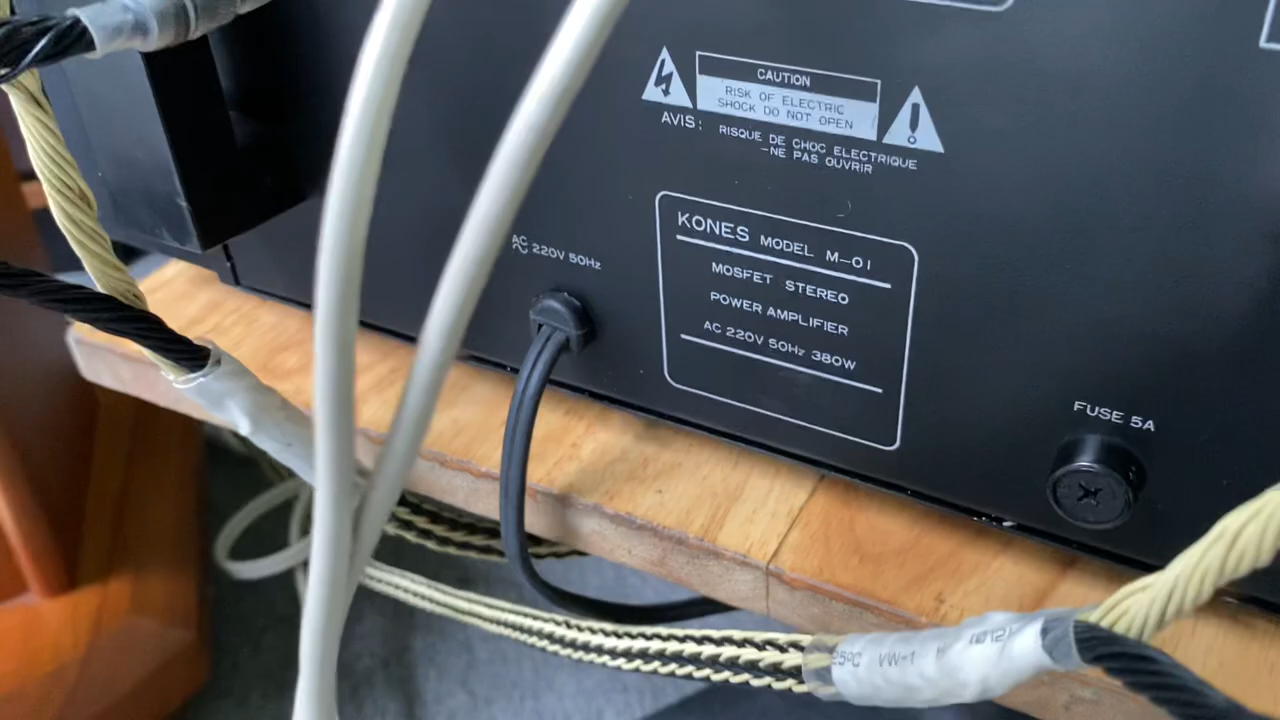 CAUTION
RISK OF ELECTRIC
SHOCK DO NOT OPEN
AVIS: RISQUE DE CHOC ELECTRIQUE
-NE PAS OUVRIR
KONES MODEL M-01
MOSFET STEREO
POWER AMPLIFIER
AC 220V 50Hz 380W
AC 220V 50Hz
FUSE 5A
25°C VW-1